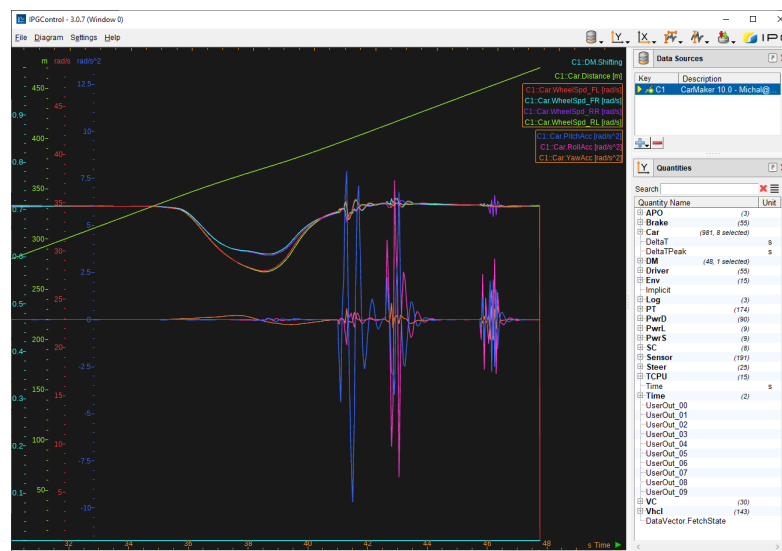 IPGControl - 3.0.7 (Window 0)
File Diagram Settings Help
IPG
m rad/s rad/s^2
C1::DM.Shifting
C1::Car.Distance [m]
C1::Car.WheelSpd_FL [rad/s]
C1::Car.WheelSpd_FR [rad/s]
C1::Car.WheelSpd_RR [rad/s]
C1::Car.WheelSpd_RL [rad/s]
C1::Car.PitchAcc [rad/s^2]
C1::Car.RollAcc [rad/s^2]
C1::Car.YawAcc [rad/s^2]
0.9
0.8
0.7
0.6
0.5
0.4
0.3
0.2
0.1
450
400
350
300
250
200
150
100
50
45
40
35
30
25
20
15
10
5
12.5
10
7.5
5
2.5
0
-2.5
-5
-7.5
-10
32 34 36 38 40 42 44 46 48
s Time
Data Sources
Key Description
C1 CarMaker 10.0 - Michal@...
Quantities
Search
Quantity Name Unit
APO (3)
Brake (55)
Car (981, 8 selected)
DeltaT s
DeltaTPeak s
DM (48, 1 selected)
Driver (55)
Env (15)
Implicit
Log (3)
PT (174)
PwrD (90)
PwrL (9)
PwrS (9)
SC (8)
Sensor (191)
Steer (25)
TCPU (15)
Time s
Time (2)
UserOut_00
UserOut_01
UserOut_02
UserOut_03
UserOut_04
UserOut_05
UserOut_06
UserOut_07
UserOut_08
UserOut_09
VC (30)
Vhcl (143)
DataVector.FetchState